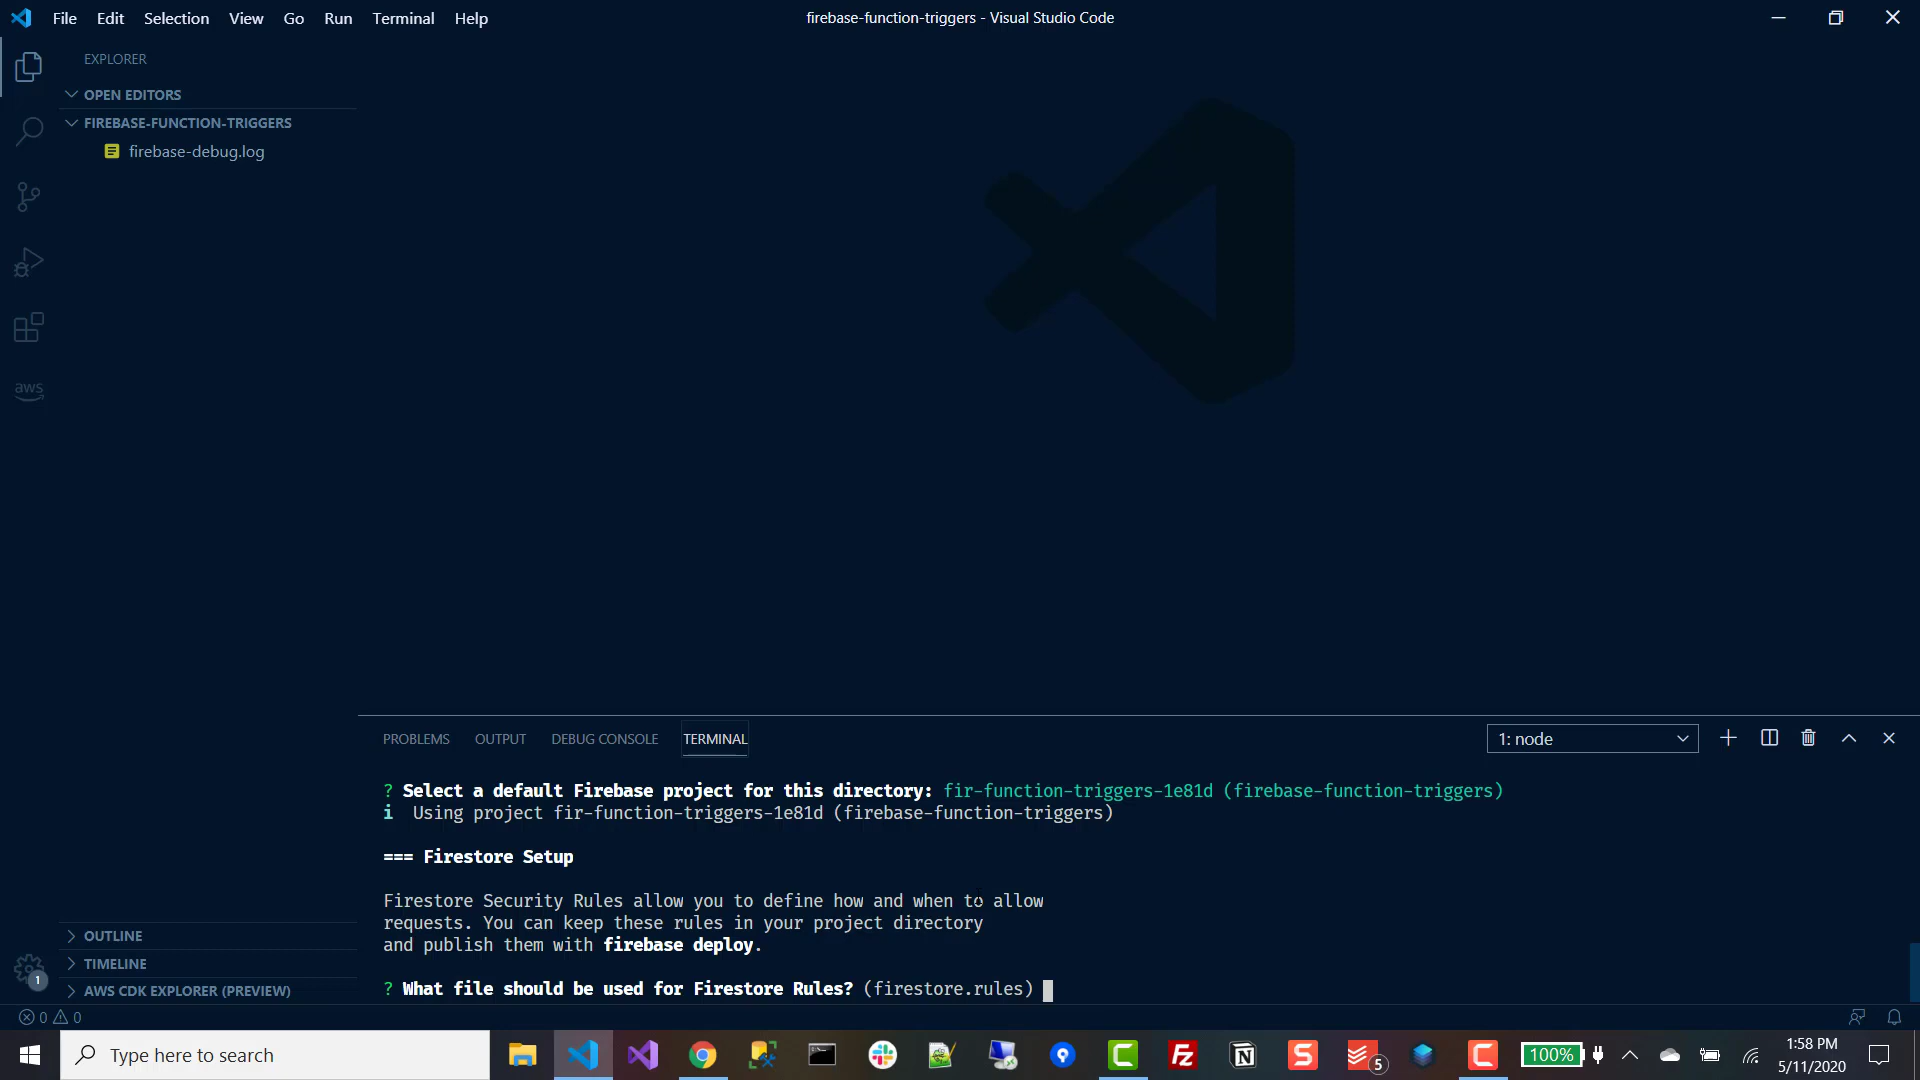 File Edit Selection View Go Run Terminal Help
firebase-function-triggers - Visual Studio Code
EXPLORER
OPEN EDITORS
FIREBASE-FUNCTION-TRIGGERS
firebase-debug.log
aws
PROBLEMS OUTPUT DEBUG CONSOLE TERMINAL
1: node
? Select a default Firebase project for this directory: fir-function-triggers-1e81d (firebase-function-triggers)
i Using project fir-function-triggers-1e81d (firebase-function-triggers)
=== Firestore Setup
Firestore Security Rules allow you to define how and when to allow
requests. You can keep these rules in your project directory
and publish them with firebase deploy.
? What file should be used for Firestore Rules? (firestore.rules)
OUTLINE
TIMELINE
AWS CDK EXPLORER (PREVIEW)
1
0 0
Type here to search
Fz
N
S
5
C
100%
1:58 PM
5/11/2020